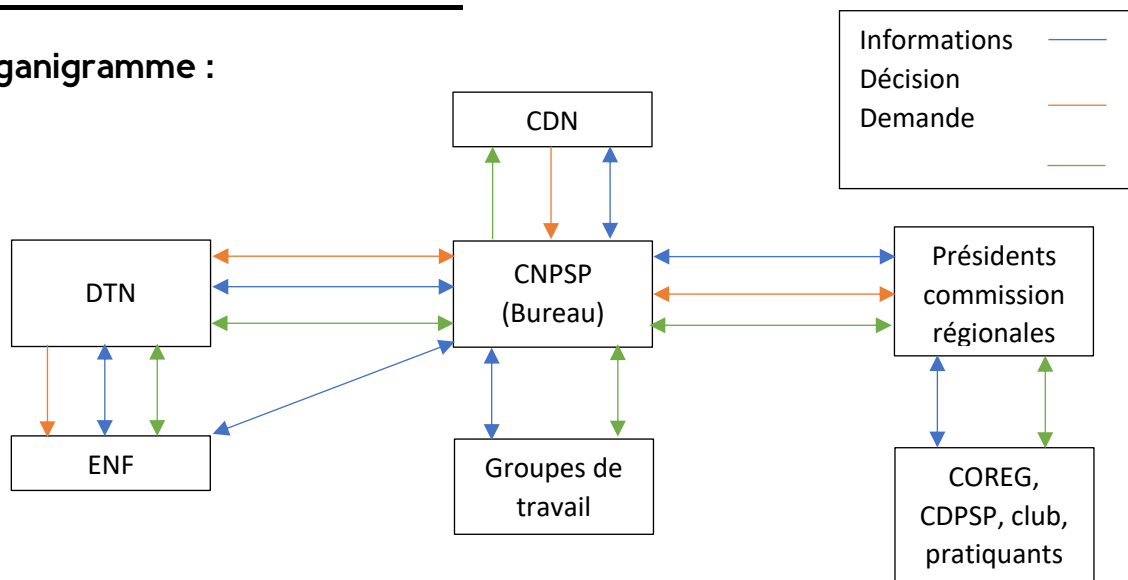 ganigramme :
Informations
Décision
Demande
CDN
DTN
CNPSP
(Bureau)
Présidents
commission
régionales
ENF
Groupes de
travail
COREG,
CDPSP, club,
pratiquants